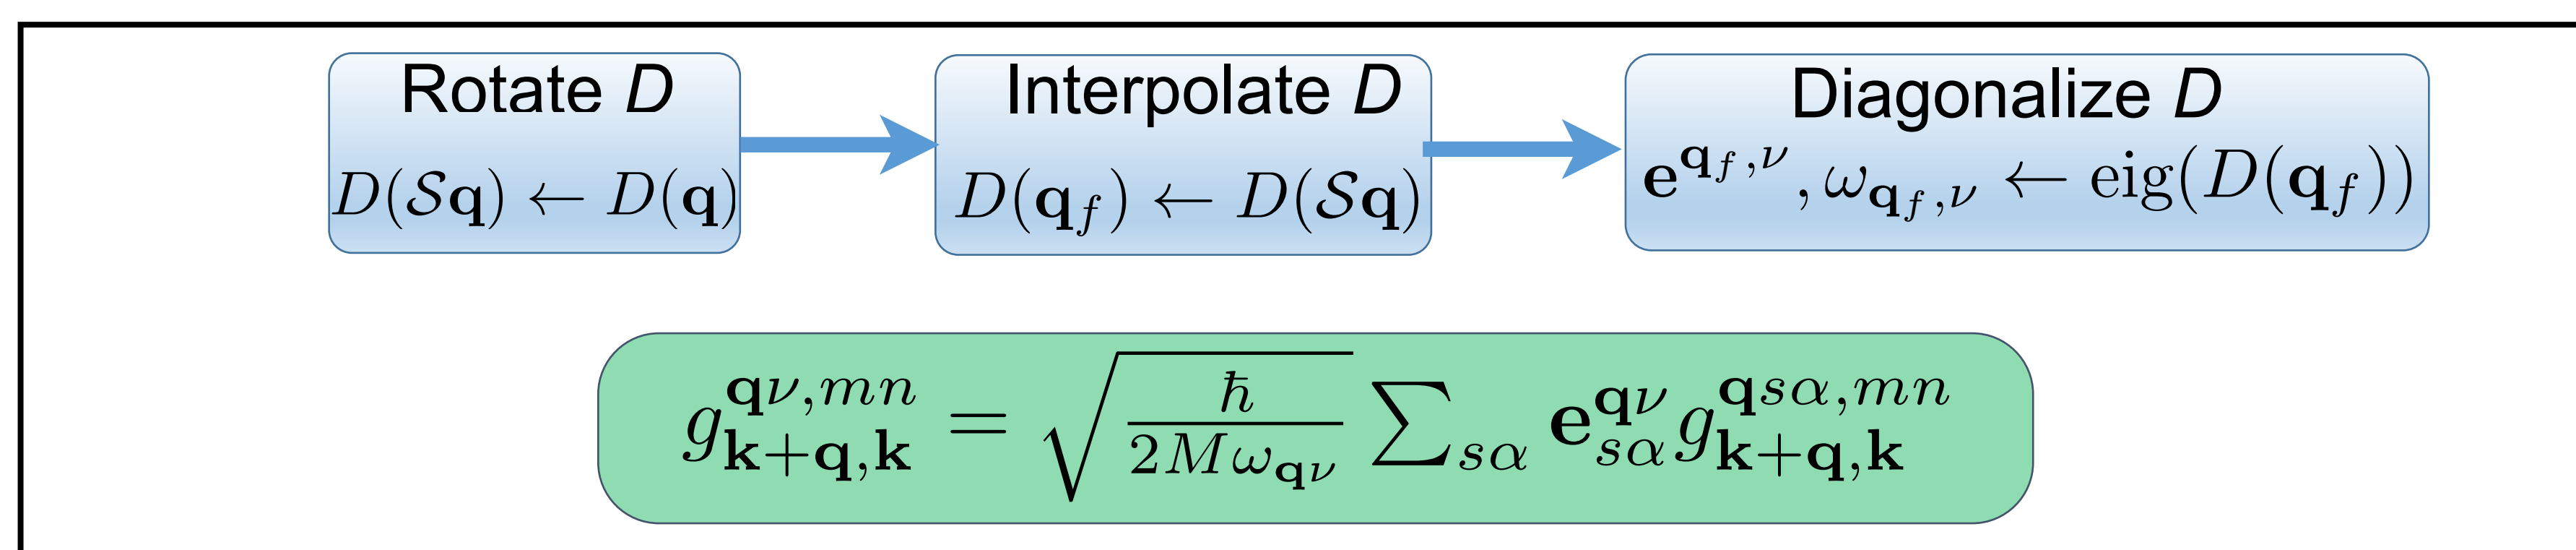 Rotate D
D(𝒮𝐪) ← D(𝐪)
Interpolate D
D(𝐪_f) ← D(𝒮𝐪)
Diagonalize D
𝐞^{𝐪_f,ν}, ω_{𝐪_f,ν} ← eig(D(𝐪_f))
g^{𝐪ν,mn}_{𝐤+𝐪,𝐤} = √(ℏ/(2Mω_{𝐪ν})) ∑_{sα} 𝐞^{𝐪ν}_{sα} g^{𝐪sα,mn}_{𝐤+𝐪,𝐤}